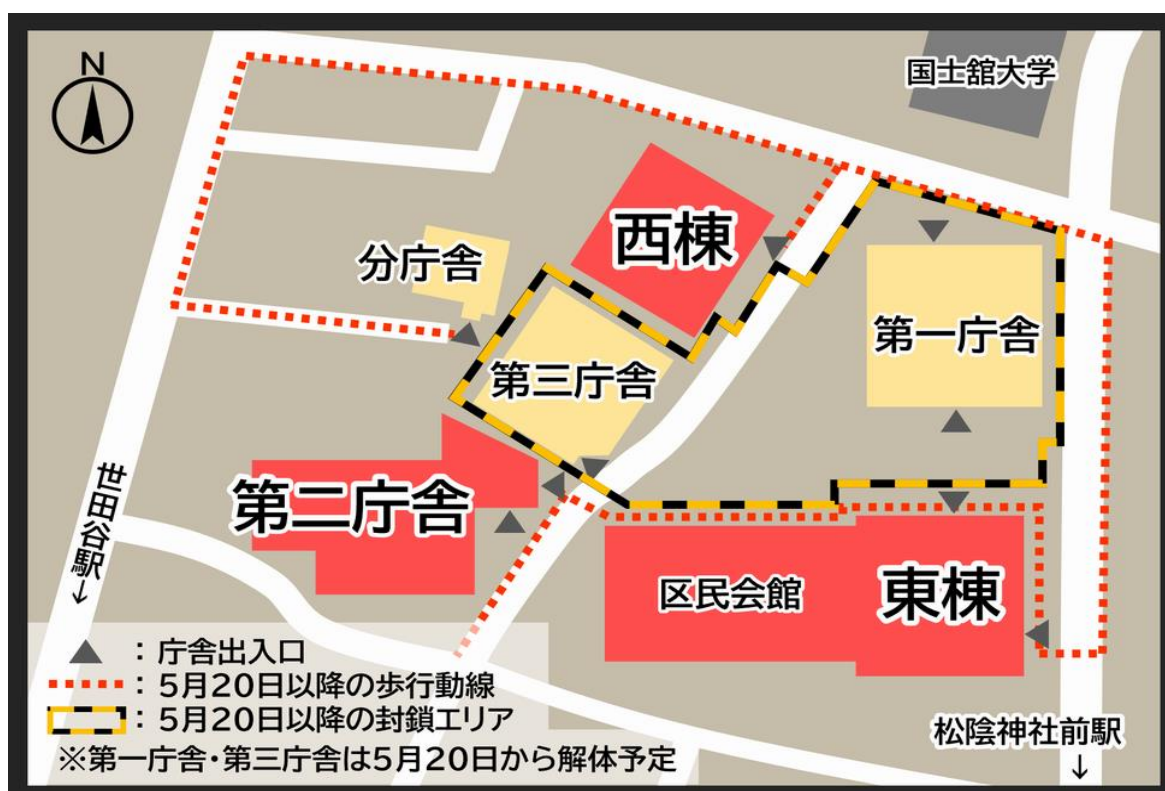 N
国士舘大学
西棟
分庁舎
第一庁舎
第三庁舎
第二庁舎
世田谷駅↓
区民会館
東棟
▲：庁舎出入口
：５月２０日以降の歩行動線
：５月２０日以降の封鎖エリア
※第一庁舎・第三庁舎は５月２０日から解体予定
松陰神社前駅
↓